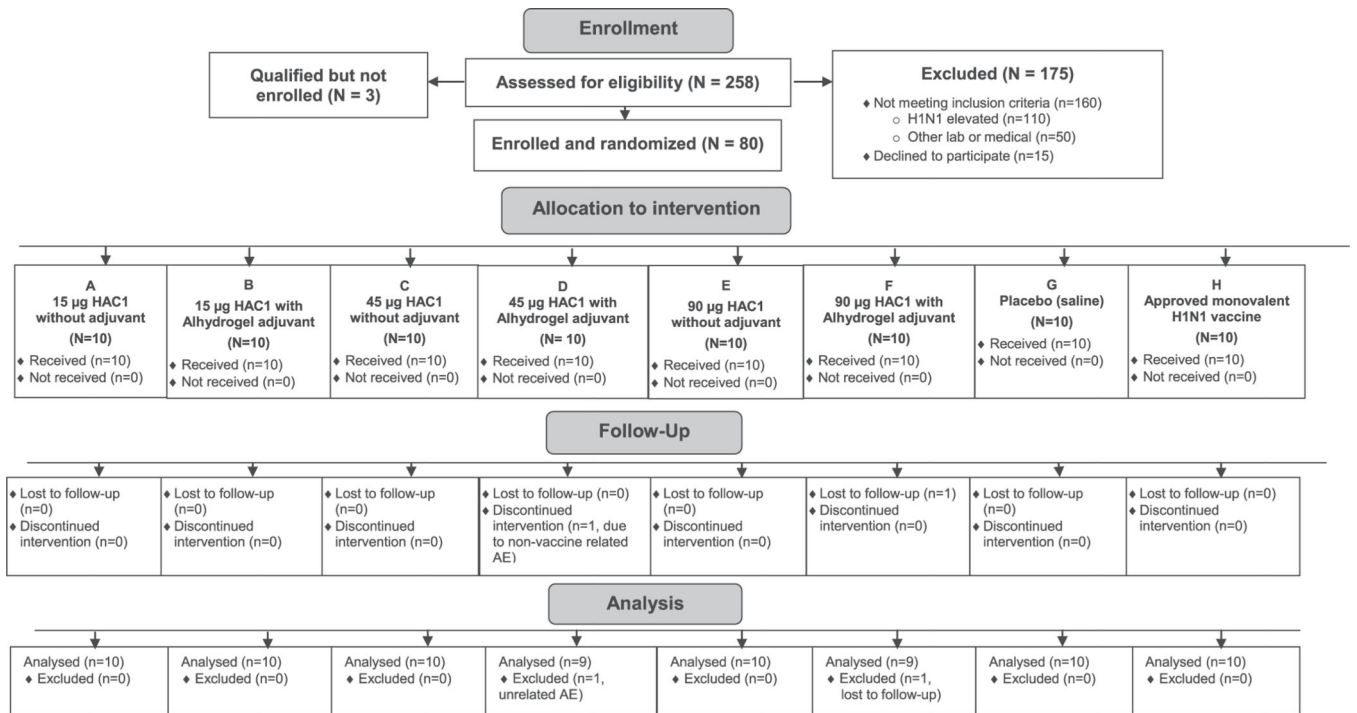 Enrollment
Qualified but not
enrolled (N = 3)
Assessed for eligibility (N = 258)
Excluded (N = 175)
♦ Not meeting inclusion criteria (n=160)
○ H1N1 elevated (n=110)
○ Other lab or medical (n=50)
♦ Declined to participate (n=15)
Enrolled and randomized (N = 80)
Allocation to intervention
A
15 µg HAC1
without adjuvant
(N=10)
♦ Received (n=10)
♦ Not received (n=0)
B
15 µg HAC1 with
Alhydrogel adjuvant
(N=10)
♦ Received (n=10)
♦ Not received (n=0)
C
45 µg HAC1
without adjuvant
(N=10)
♦ Received (n=10)
♦ Not received (n=0)
D
45 µg HAC1 with
Alhydrogel adjuvant
(N= 10)
♦ Received (n=10)
♦ Not received (n=0)
E
90 µg HAC1
without adjuvant
(N=10)
♦ Received (n=10)
♦ Not received (n=0)
F
90 µg HAC1 with
Alhydrogel adjuvant
(N=10)
♦ Received (n=10)
♦ Not received (n=0)
G
Placebo (saline)
(N=10)
♦ Received (n=10)
♦ Not received (n=0)
H
Approved monovalent
H1N1 vaccine
(N=10)
♦ Received (n=10)
♦ Not received (n=0)
Follow-Up
♦ Lost to follow-up
(n=0)
♦ Discontinued
intervention (n=0)
♦ Lost to follow-up
(n=0)
♦ Discontinued
intervention (n=0)
♦ Lost to follow-up
(n=0)
♦ Discontinued
intervention (n=0)
♦ Lost to follow-up (n=0)
♦ Discontinued
intervention (n=1, due
to non-vaccine related
AE)
♦ Lost to follow-up
(n=0)
♦ Discontinued
intervention (n=0)
♦ Lost to follow-up (n=1)
♦ Discontinued
intervention (n=0)
♦ Lost to follow-up
(n=0)
♦ Discontinued
intervention (n=0)
♦ Lost to follow-up (n=0)
♦ Discontinued
intervention (n=0)
Analysis
Analysed (n=10)
♦ Excluded (n=0)
Analysed (n=10)
♦ Excluded (n=0)
Analysed (n=10)
♦ Excluded (n=0)
Analysed (n=9)
♦ Excluded (n=1,
unrelated AE)
Analysed (n=10)
♦ Excluded (n=0)
Analysed (n=9)
♦ Excluded (n=1,
lost to follow-up)
Analysed (n=10)
♦ Excluded (n=0)
Analysed (n=10)
♦ Excluded (n=0)